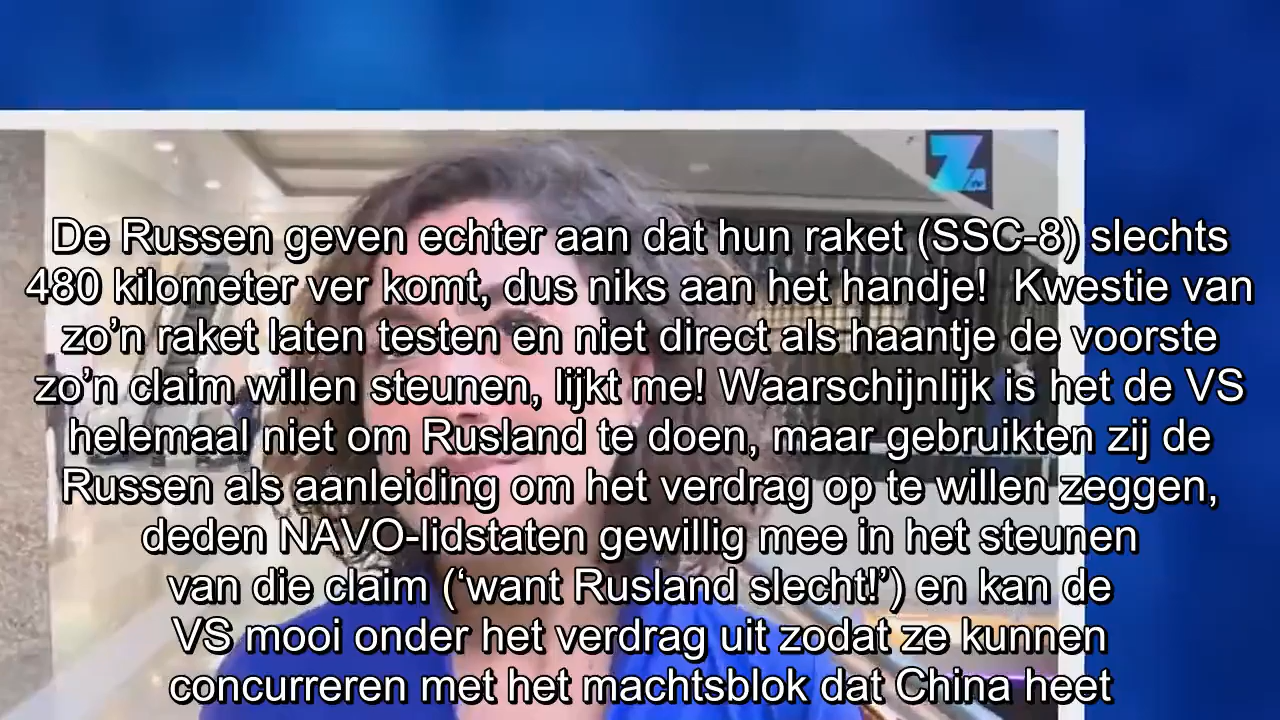 Z
tv
De Russen geven echter aan dat hun raket (SSC-8) slechts
480 kilometer ver komt, dus niks aan het handje!  Kwestie van
zo’n raket laten testen en niet direct als haantje de voorste
zo’n claim willen steunen, lijkt me! Waarschijnlijk is het de VS
helemaal niet om Rusland te doen, maar gebruikten zij de
Russen als aanleiding om het verdrag op te willen zeggen,
deden NAVO-lidstaten gewillig mee in het steunen
van die claim (‘want Rusland slecht!’) en kan de
VS mooi onder het verdrag uit zodat ze kunnen
concurreren met het machtsblok dat China heet